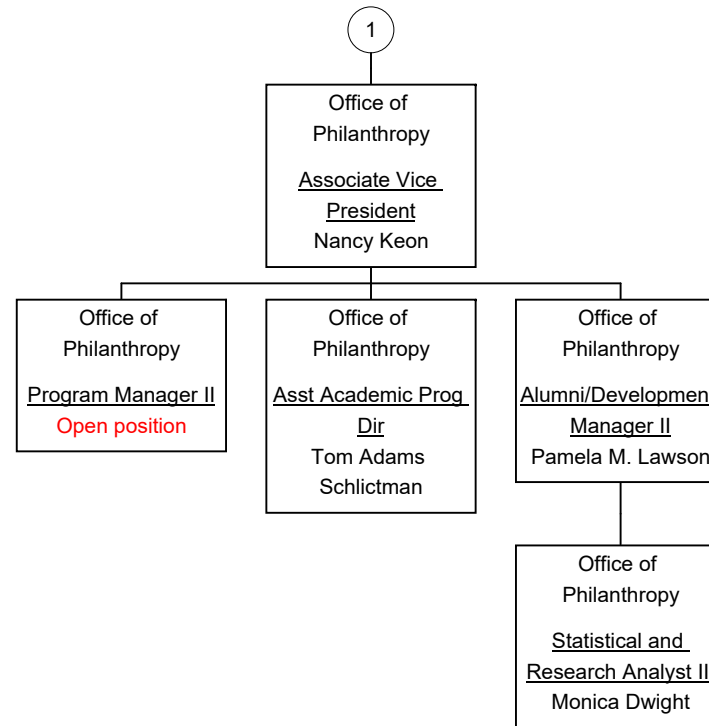 1
Office of
Philanthropy
Associate Vice
President
Nancy Keon
Office of
Philanthropy
Program Manager II
Open position
Office of
Philanthropy
Asst Academic Prog
Dir
Tom Adams
Schlictman
Office of
Philanthropy
Alumni/Developmen
Manager II
Pamela M. Lawson
Office of
Philanthropy
Statistical and
Research Analyst II
Monica Dwight